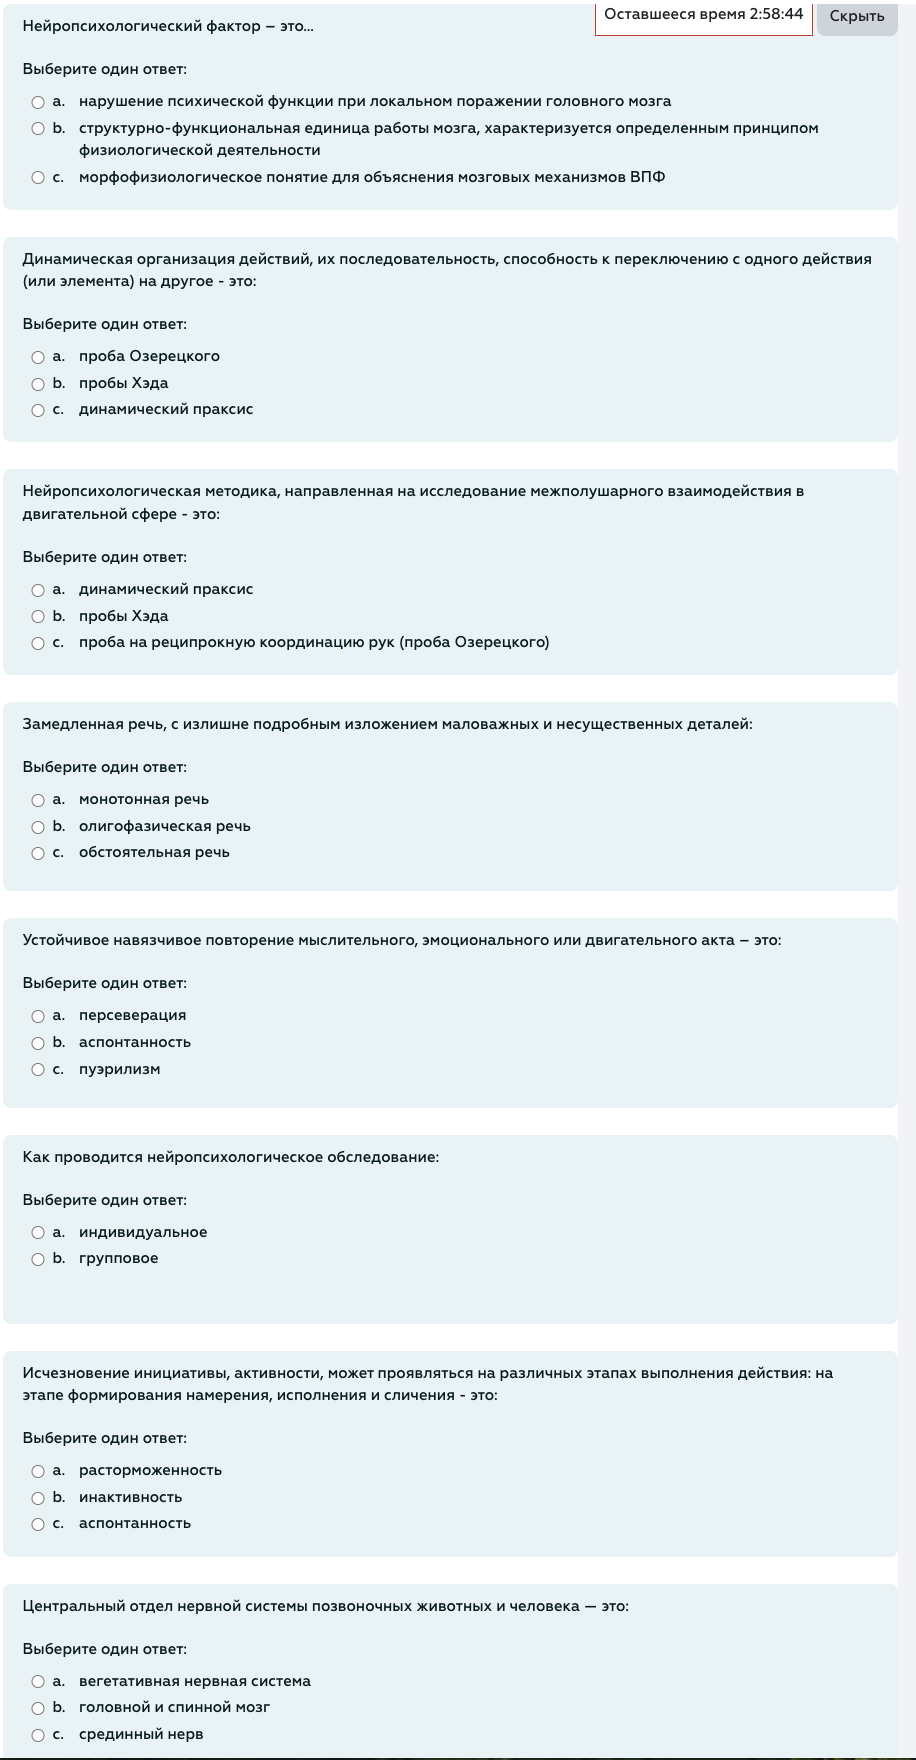 Оставшееся время 2:58:44
Скрыть
Нейропсихологический фактор – это...
Выберите один ответ:
a. нарушение психической функции при локальном поражении головного мозга
b. структурно-функциональная единица работы мозга, характеризуется определенным принципом
физиологической деятельности
c. морфофизиологическое понятие для объяснения мозговых механизмов ВПФ
Динамическая организация действий, их последовательность, способность к переключению с одного действия
(или элемента) на другое - это:
Выберите один ответ:
a. проба Озерецкого
b. пробы Хэда
c. динамический праксис
Нейропсихологическая методика, направленная на исследование межполушарного взаимодействия в
двигательной сфере - это:
Выберите один ответ:
a. динамический праксис
b. пробы Хэда
c. проба на реципрокную координацию рук (проба Озерецкого)
Замедленная речь, с излишне подробным изложением маловажных и несущественных деталей:
Выберите один ответ:
a. монотонная речь
b. олигофазическая речь
c. обстоятельная речь
Устойчивое навязчивое повторение мыслительного, эмоционального или двигательного акта – это:
Выберите один ответ:
a. персеверация
b. аспонтанность
c. пуэрилизм
Как проводится нейропсихологическое обследование:
Выберите один ответ:
a. индивидуальное
b. групповое
Исчезновение инициативы, активности, может проявляться на различных этапах выполнения действия: на
этапе формирования намерения, исполнения и сличения - это:
Выберите один ответ:
a. расторможенность
b. инактивность
c. аспонтанность
Центральный отдел нервной системы позвоночных животных и человека — это:
Выберите один ответ:
a. вегетативная нервная система
b. головной и спинной мозг
c. срединный нерв